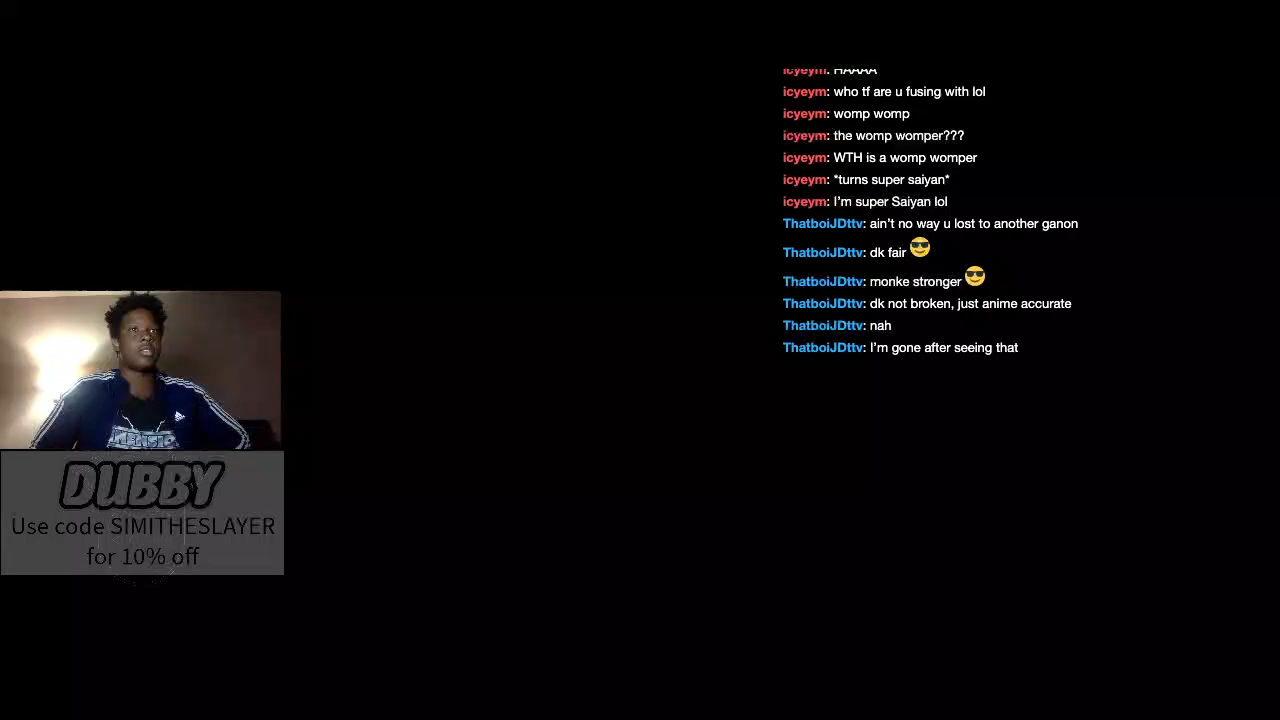 icyeym: HAAAA
icyeym: who tf are u fusing with lol
icyeym: womp womp
icyeym: the womp womper???
icyeym: WTH is a womp womper
icyeym: *turns super saiyan*
icyeym: I'm super Saiyan lol
ThatboiJDttv: ain't no way u lost to another ganon
ThatboiJDttv: dk fair 😎
ThatboiJDttv: monke stronger 😎
ThatboiJDttv: dk not broken, just anime accurate
ThatboiJDttv: nah
ThatboiJDttv: I'm gone after seeing that
adidas
DUBBY
Use code SIMITHESLAYER
for 10% off